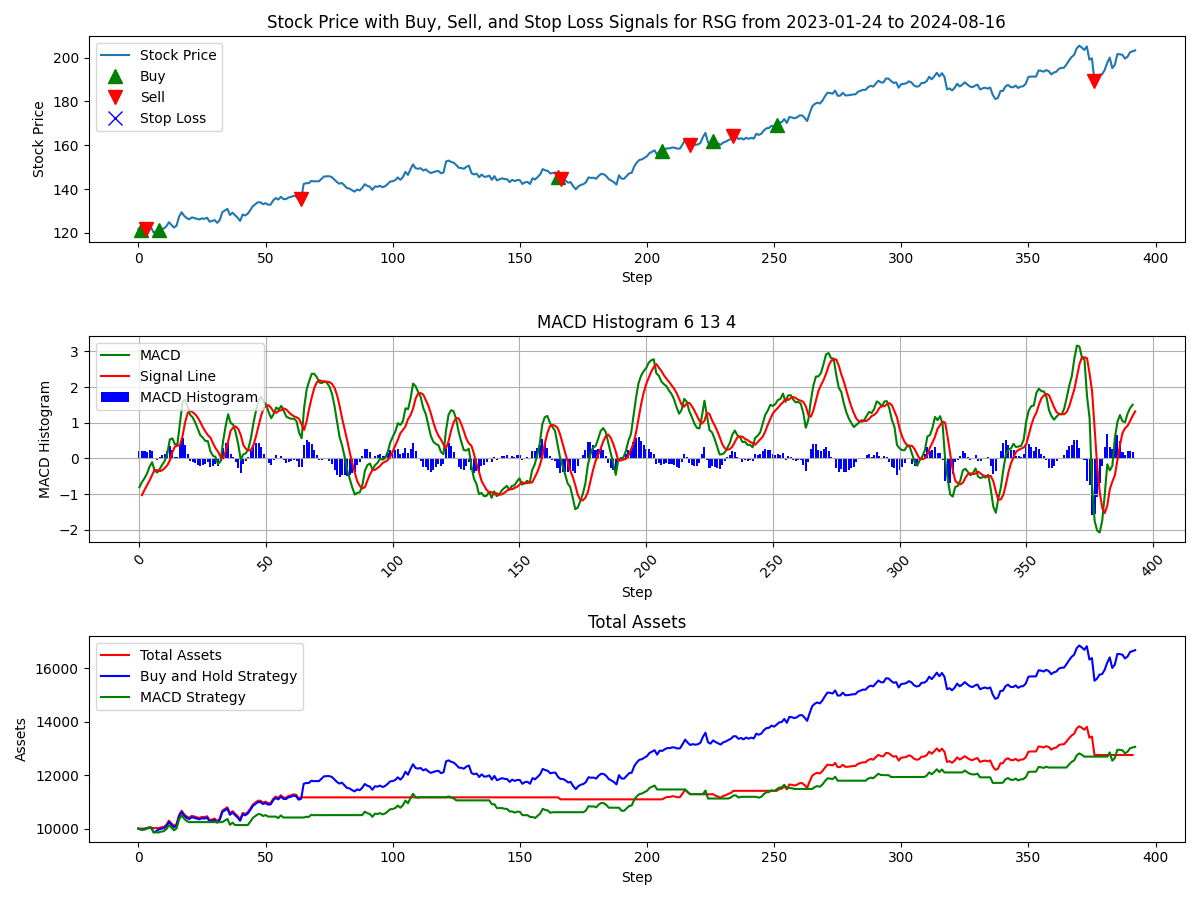 Stock Price with Buy, Sell, and Stop Loss Signals for RSG from 2023-01-24 to 2024-08-16
Stock Price
Buy
Sell
Stop Loss
Stock Price
200
180
160
140
120
0 50 100 150 200 250 300 350 400
Step
MACD Histogram 6 13 4
MACD
Signal Line
MACD Histogram
MACD Histogram
3
2
1
0
−1
−2
0 50 100 150 200 250 300 350 400
Step
Total Assets
Total Assets
Buy and Hold Strategy
MACD Strategy
Assets
16000
14000
12000
10000
0 50 100 150 200 250 300 350 400
Step